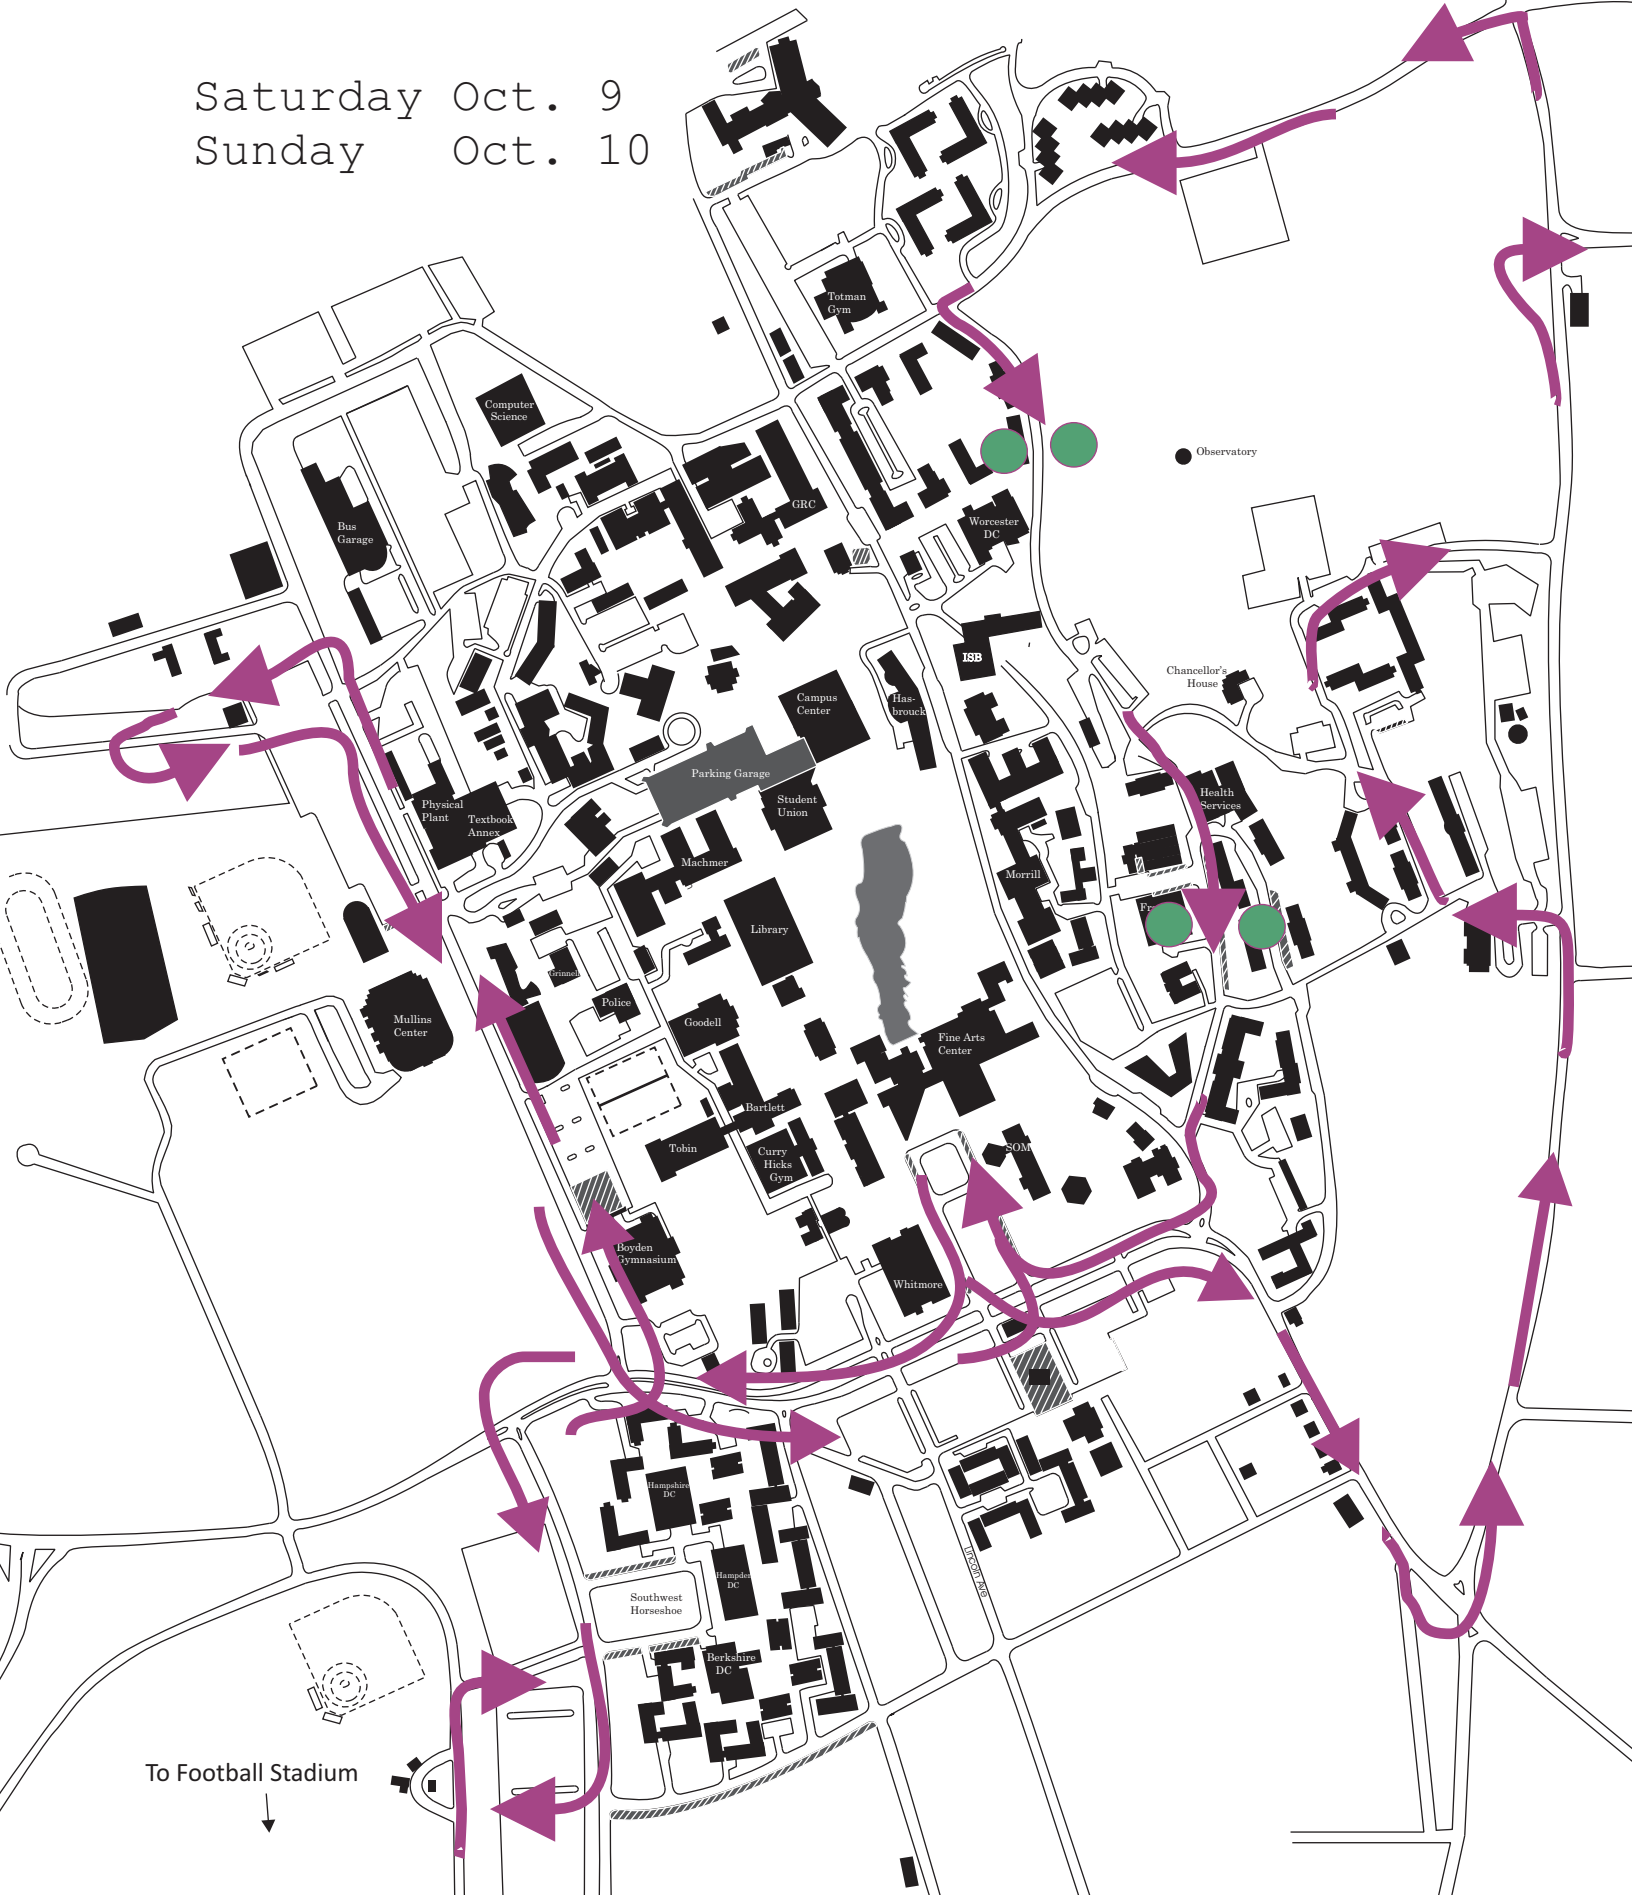 Saturday Oct. 9
Sunday Oct. 10
Totman
Gym
Computer
Science
Observatory
GRC
Bus
Garage
Worcester
DC
ISB
Chancellor's
House
Campus
Center
Has-
brouck
Parking Garage
Student
Union
Health
Services
Physical
Plant
Textbook
Annex
Machmer
Morrill
Library
Grinnell
Police
Mullins
Center
Goodell
Fine Arts
Center
Bartlett
Tobin
Curry
Hicks
Gym
SOM
Boyden
Gymnasium
Whitmore
Hampshire
DC
Lincoln Ave
Hampden
DC
Southwest
Horseshoe
Berkshire
DC
To Football Stadium